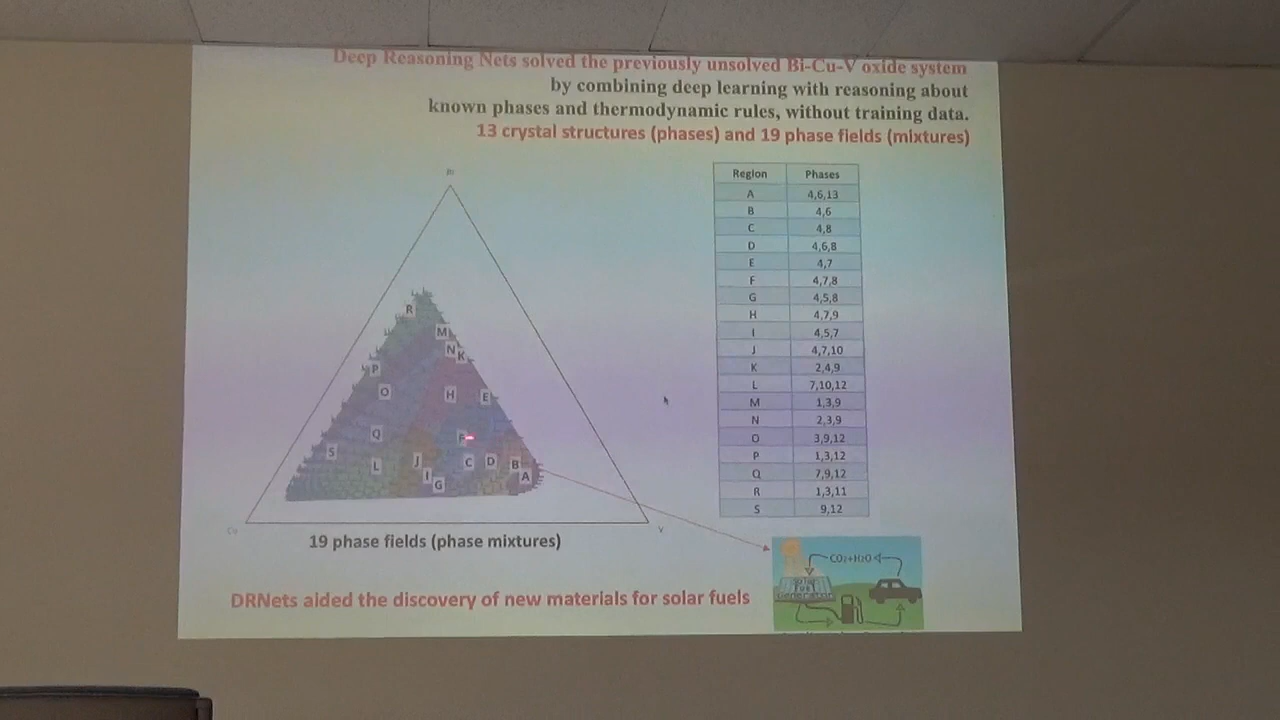 Deep Reasoning Nets solved the previously unsolved Bi-Cu-V oxide system
by combining deep learning with reasoning about
known phases and thermodynamic rules, without training data.
13 crystal structures (phases) and 19 phase fields (mixtures)
Bi
R
M
N
K
P
O
H
E
Q
F
S
L
J
C
D
B
I
A
G
Cu
V
19 phase fields (phase mixtures)
Region Phases
A 4,6,13
B 4,6
C 4,8
D 4,6,8
E 4,7
F 4,7,8
G 4,5,8
H 4,7,9
I 4,5,7
J 4,7,10
K 2,4,9
L 7,10,12
M 1,3,9
N 2,3,9
O 3,9,12
P 1,3,12
Q 7,9,12
R 1,3,11
S 9,12
CO2+H2O
Solar
Fuel
Generator
DRNets aided the discovery of new materials for solar fuels